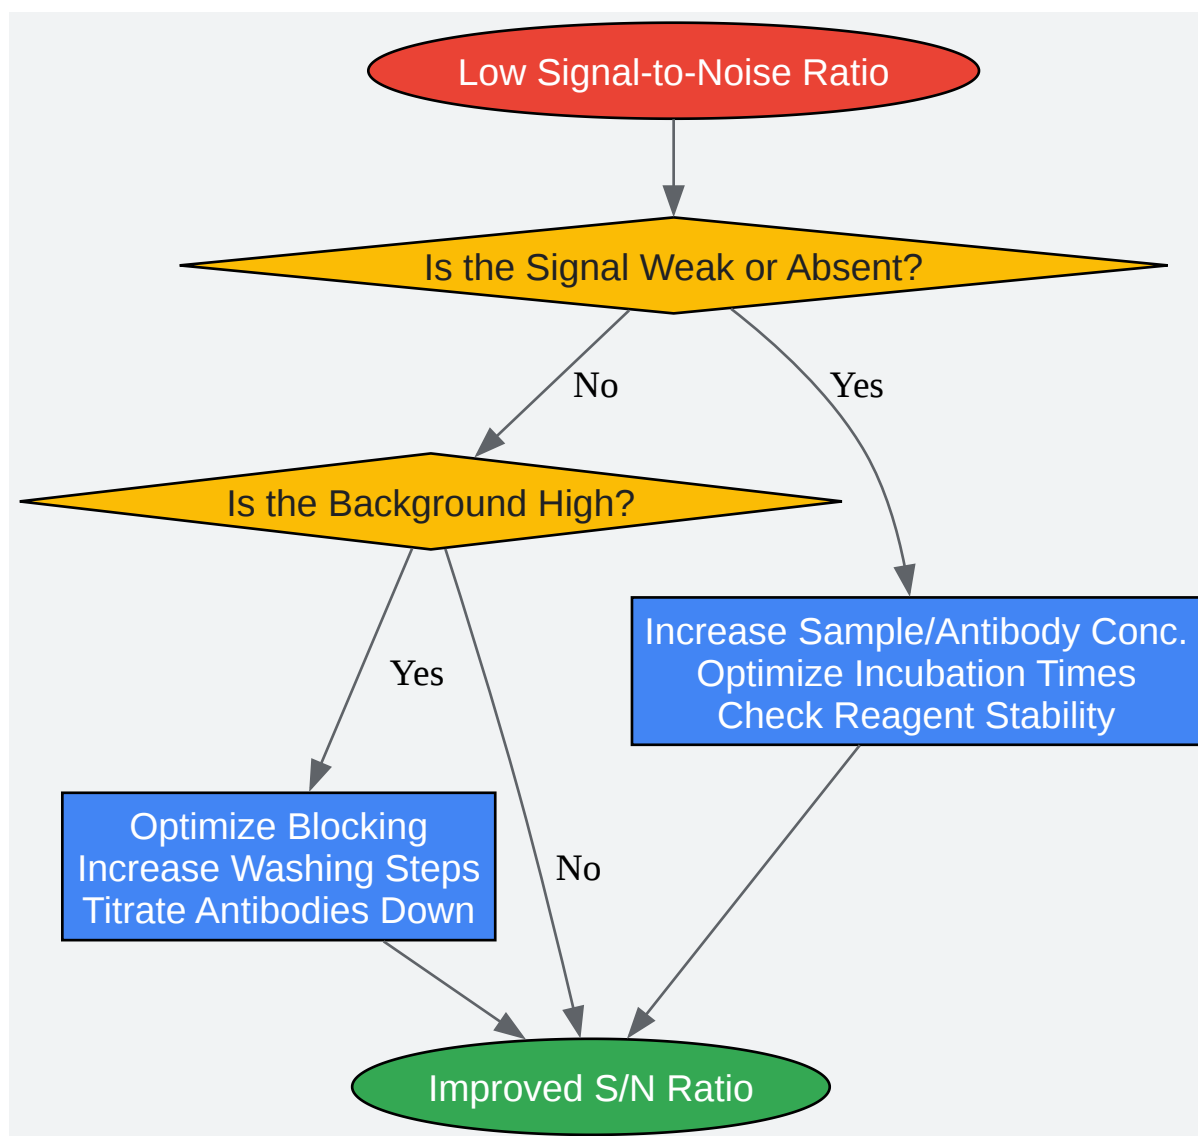 Low Signal-to-Noise Ratio
Is the Signal Weak or Absent?
No
Yes
Is the Background High?
Increase Sample/Antibody Conc.
Optimize Incubation Times
Check Reagent Stability
Yes
Optimize Blocking
Increase Washing Steps
Titrate Antibodies Down
No
Improved S/N Ratio